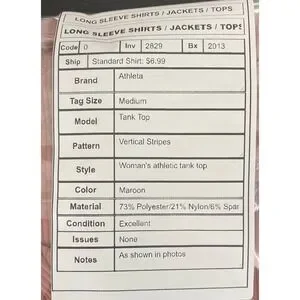 LONG SLEEVE SHIRTS / JACKETS / TOPS
LONG SLEEVE SHIRTS / JACKETS / TOPS
Code 0 Inv 2829 Bx 2013
Ship Standard Shirt: $6.99
Brand Athleta
Tag Size Medium
Model Tank Top
Pattern Vertical Stripes
Style Woman's athletic tank top
Color Maroon
Material 73% Polyester/21% Nylon/6% Spar
Condition Excellent
Issues None
Notes As shown in photos